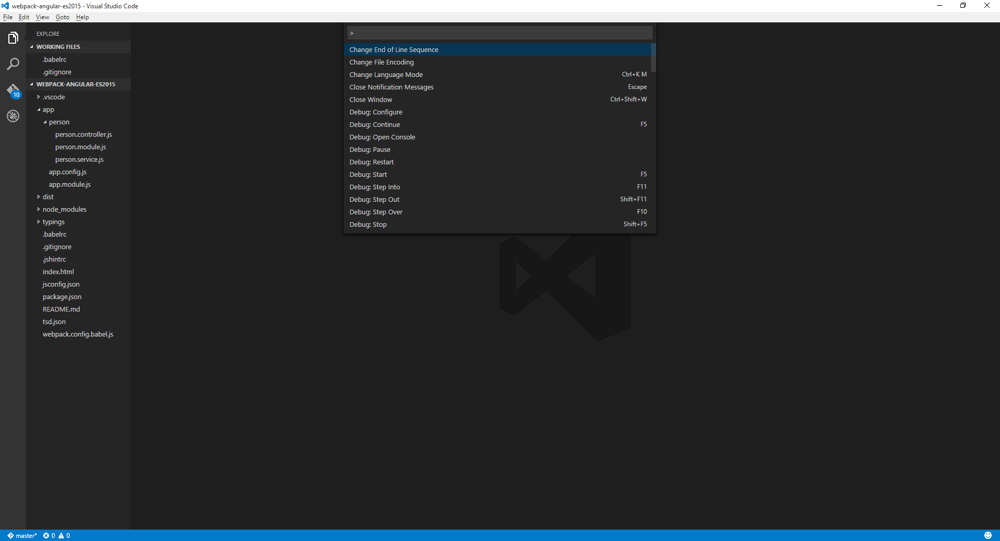 webpack-angular-es2015 - Visual Studio Code
File Edit View Goto Help
EXPLORE
WORKING FILES
.babelrc
.gitignore
WEBPACK-ANGULAR-ES2015
.vscode
app
person
person.controller.js
person.module.js
person.service.js
app.config.js
app.module.js
dist
node_modules
typings
.babelrc
.gitignore
.jshintrc
index.html
jsconfig.json
package.json
README.md
tsd.json
webpack.config.babel.js
10
>
Change End of Line Sequence
Change File Encoding
Change Language Mode Ctrl+K M
Close Notification Messages Escape
Close Window Ctrl+Shift+W
Debug: Configure
Debug: Continue F5
Debug: Open Console
Debug: Pause
Debug: Restart
Debug: Start F5
Debug: Step Into F11
Debug: Step Out Shift+F11
Debug: Step Over F10
Debug: Stop Shift+F5
master* 0 0